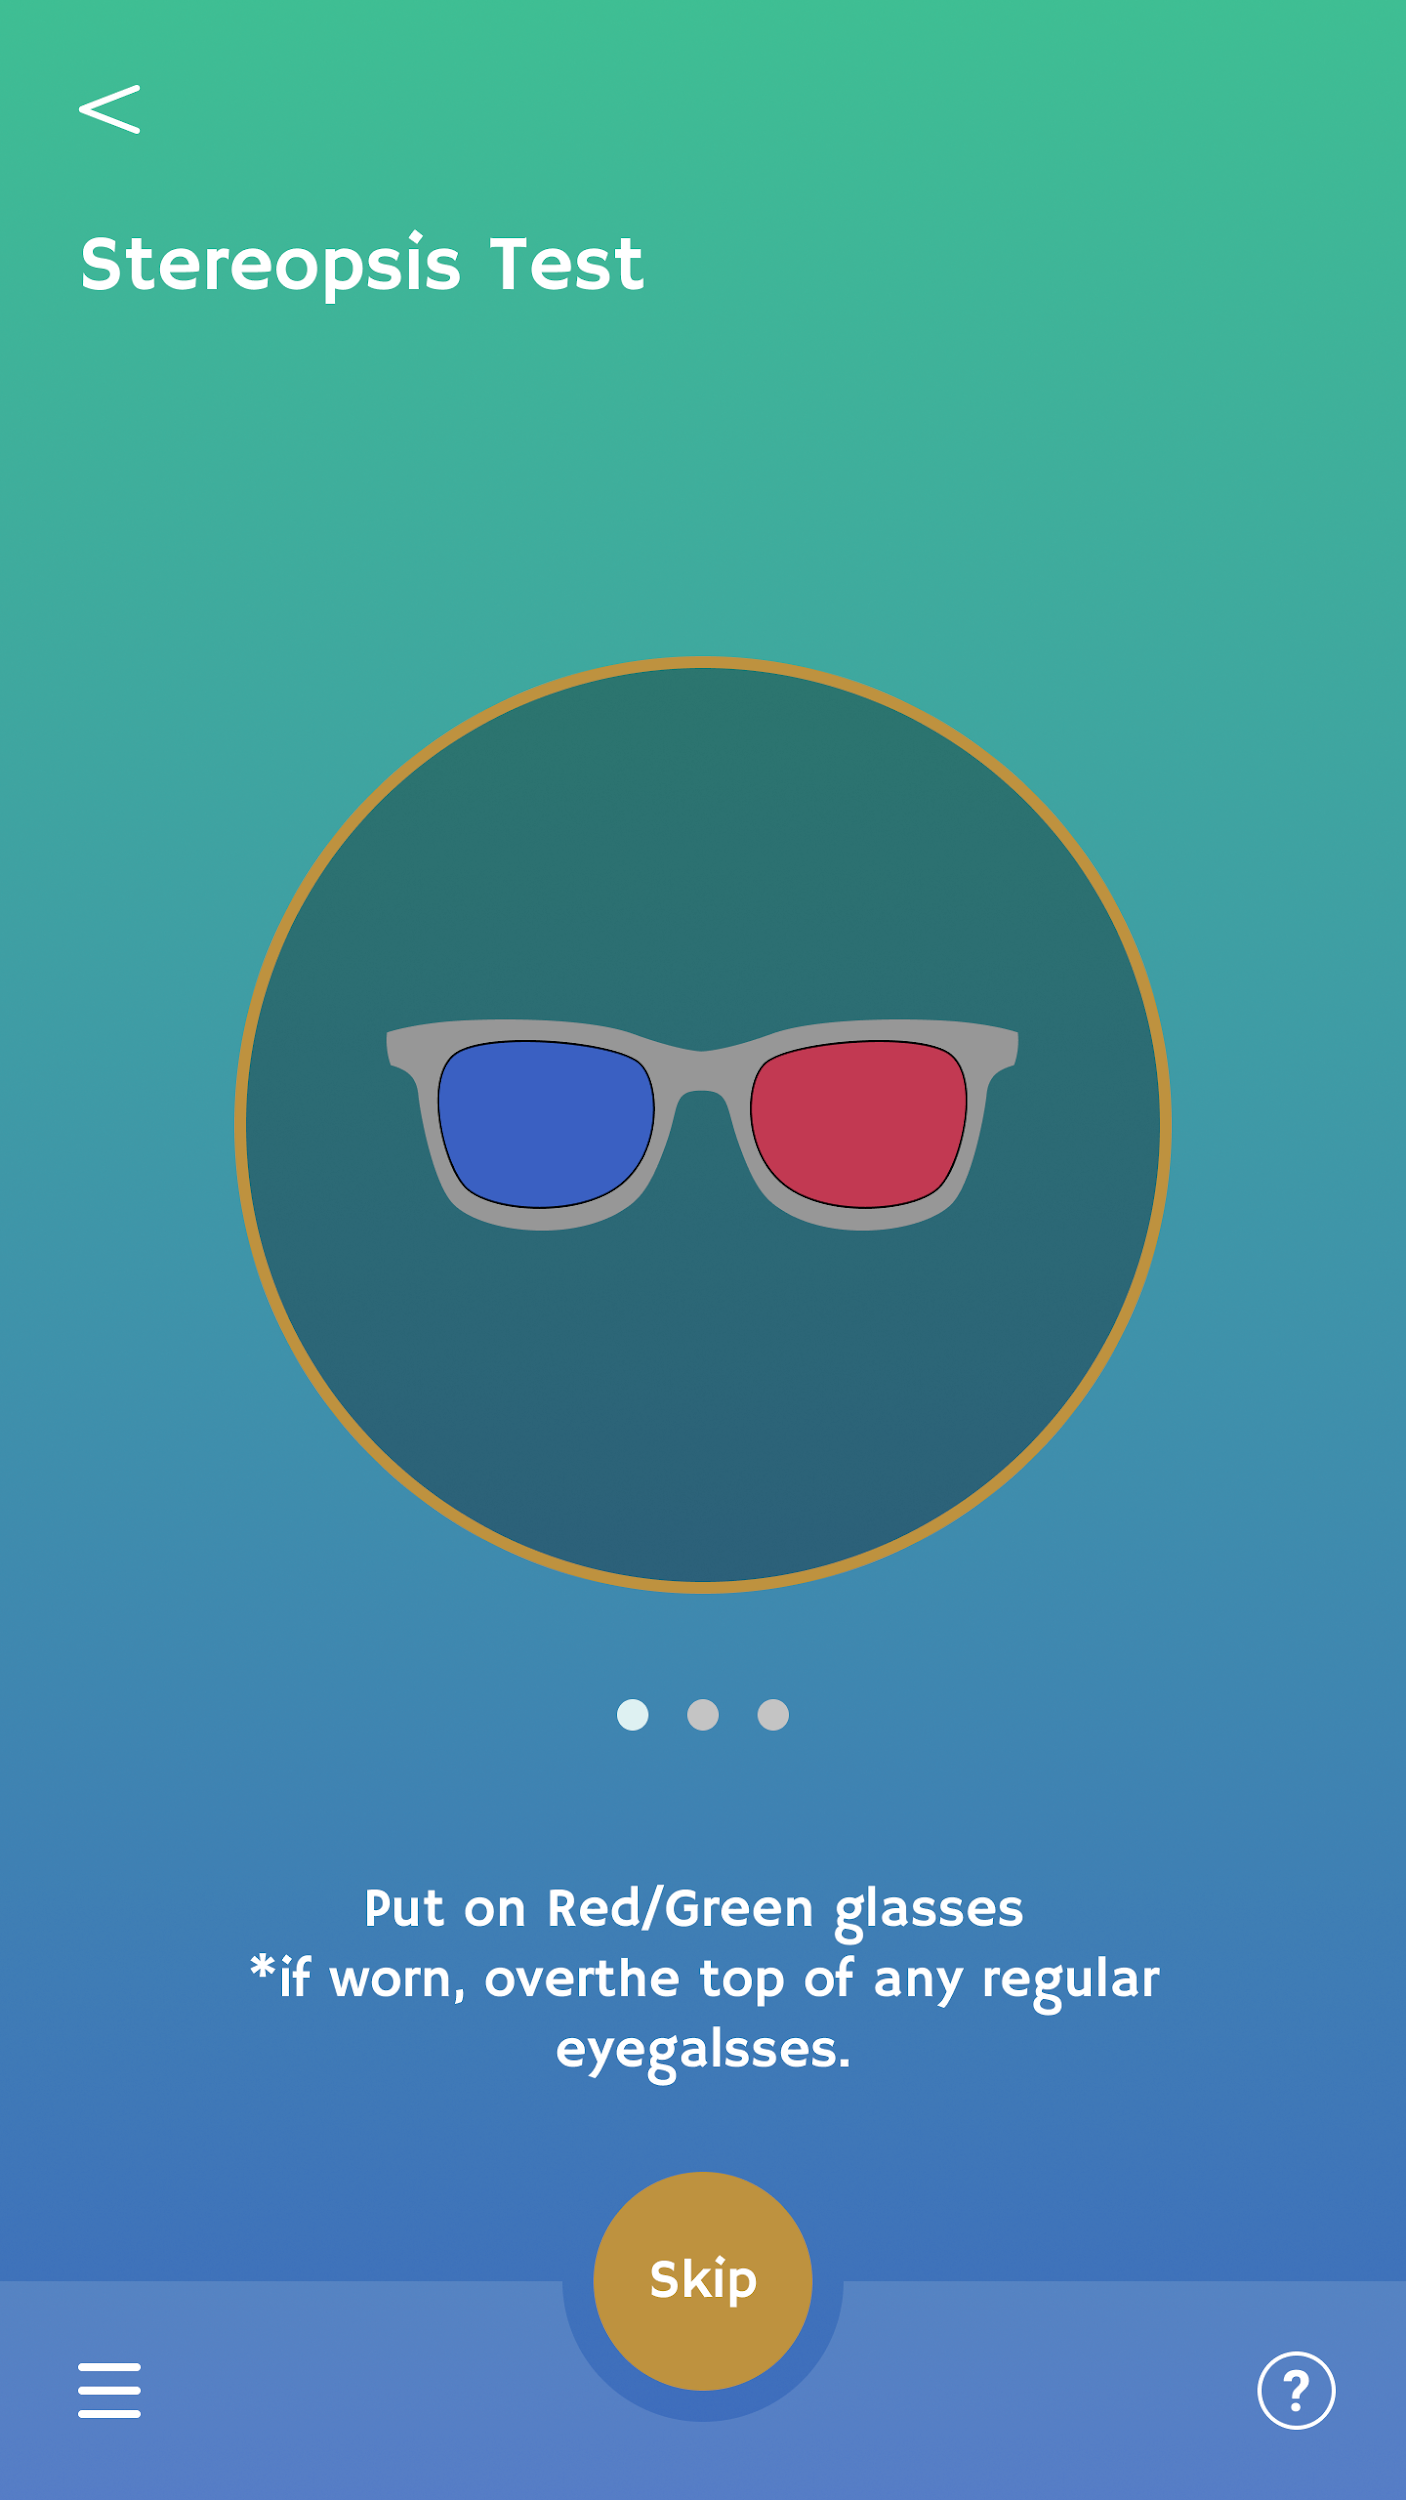 Stereopsis Test
Put on Red/Green glasses
*if worn, overthe top of any regular
eyegalsses.
Skip
?